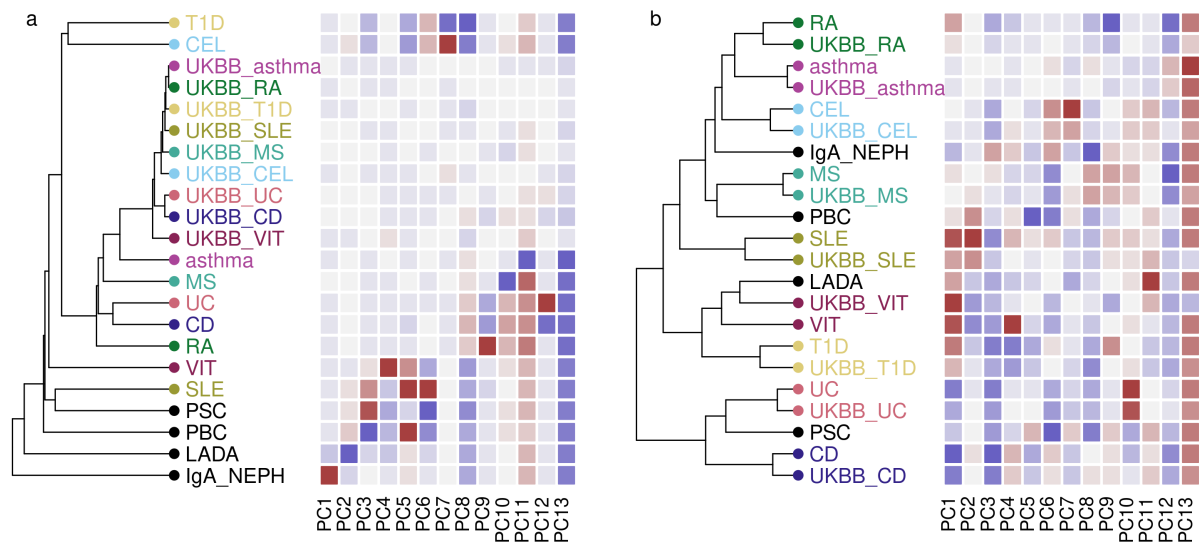 a
T1D
CEL
UKBB_asthma
UKBB_RA
UKBB_T1D
UKBB_SLE
UKBB_MS
UKBB_CEL
UKBB_UC
UKBB_CD
UKBB_VIT
asthma
MS
UC
CD
RA
VIT
SLE
PSC
PBC
LADA
IgA_NEPH
PC1 PC2 PC3 PC4 PC5 PC6 PC7 PC8 PC9 PC10 PC11 PC12 PC13
b
RA
UKBB_RA
asthma
UKBB_asthma
CEL
UKBB_CEL
IgA_NEPH
MS
UKBB_MS
PBC
SLE
UKBB_SLE
LADA
UKBB_VIT
VIT
T1D
UKBB_T1D
UC
UKBB_UC
PSC
CD
UKBB_CD
PC1 PC2 PC3 PC4 PC5 PC6 PC7 PC8 PC9 PC10 PC11 PC12 PC13